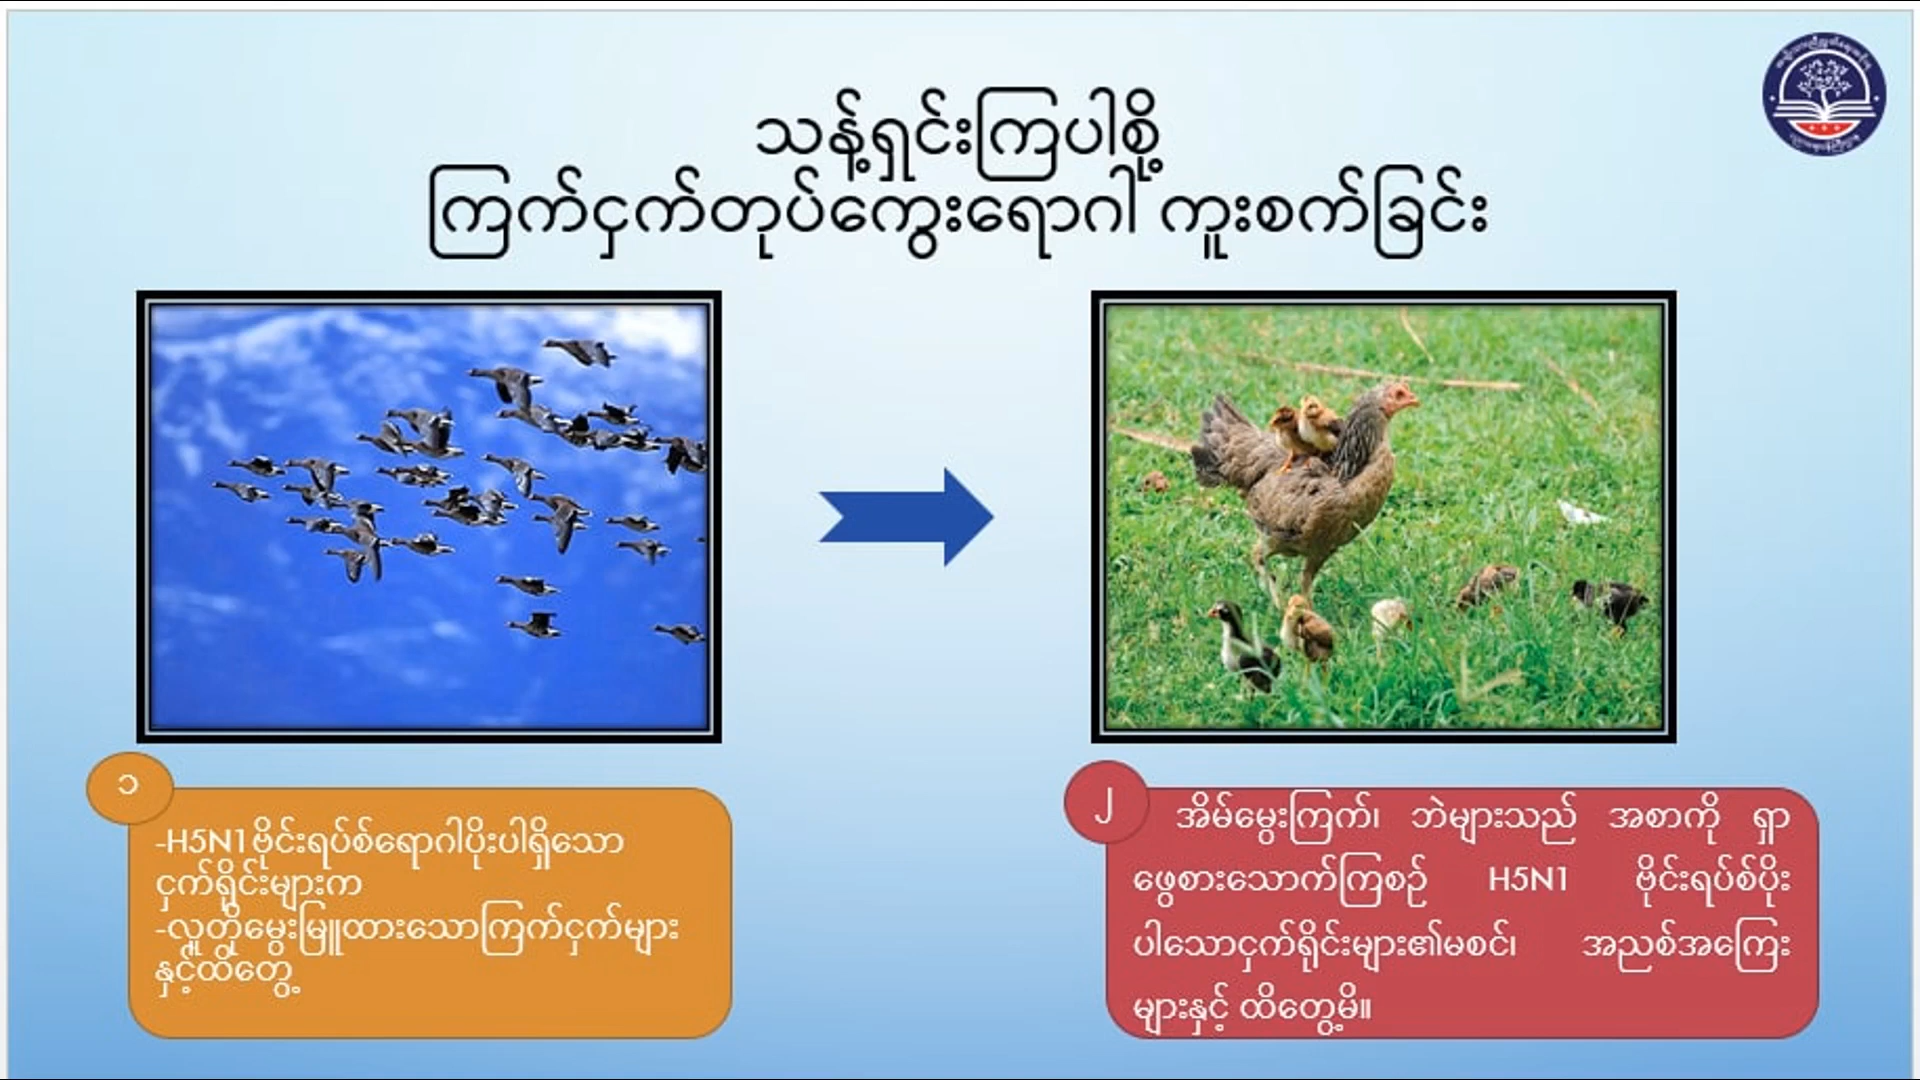 သန့်ရှင်းကြပါစို့
ကြက်ငှက်တုပ်ကွေးရောဂါ ကူးစက်ခြင်း
၁
-H5N1ဗိုင်းရပ်စ်ရောဂါပိုးပါရှိသော
ငှက်ရိုင်းများက
-လူတို့မွေးမြူထားသောကြက်ငှက်များ
နှင့်ထိတွေ့
၂
အိမ်မွေးကြက်၊ ဘဲများသည် အစာကို ရှာ
ဖွေစားသောက်ကြစဉ် H5N1 ဗိုင်းရပ်စ်ပိုး
ပါသောငှက်ရိုင်းများ၏မစင်၊ အညစ်အကြေး
များနှင့် ထိတွေ့မိ။